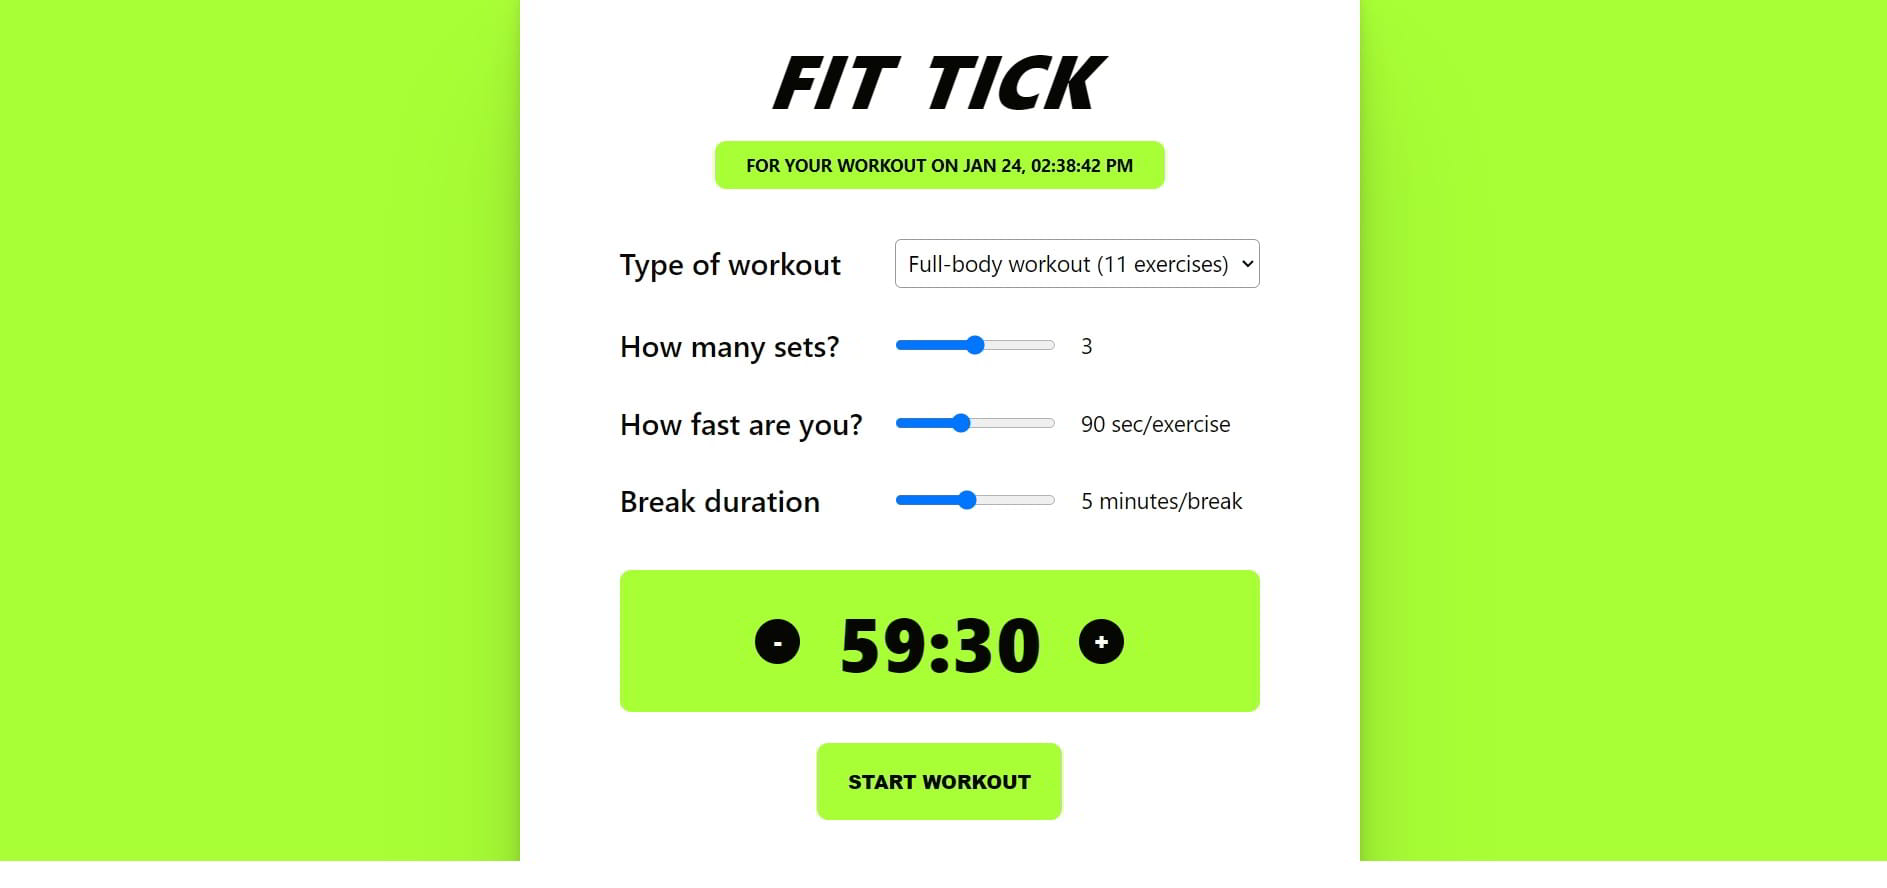 FIT TICK
FOR YOUR WORKOUT ON JAN 24, 02:38:42 PM
Type of workout
Full-body workout (11 exercises)
How many sets?
3
How fast are you?
90 sec/exercise
Break duration
5 minutes/break
- 59:30 +
START WORKOUT